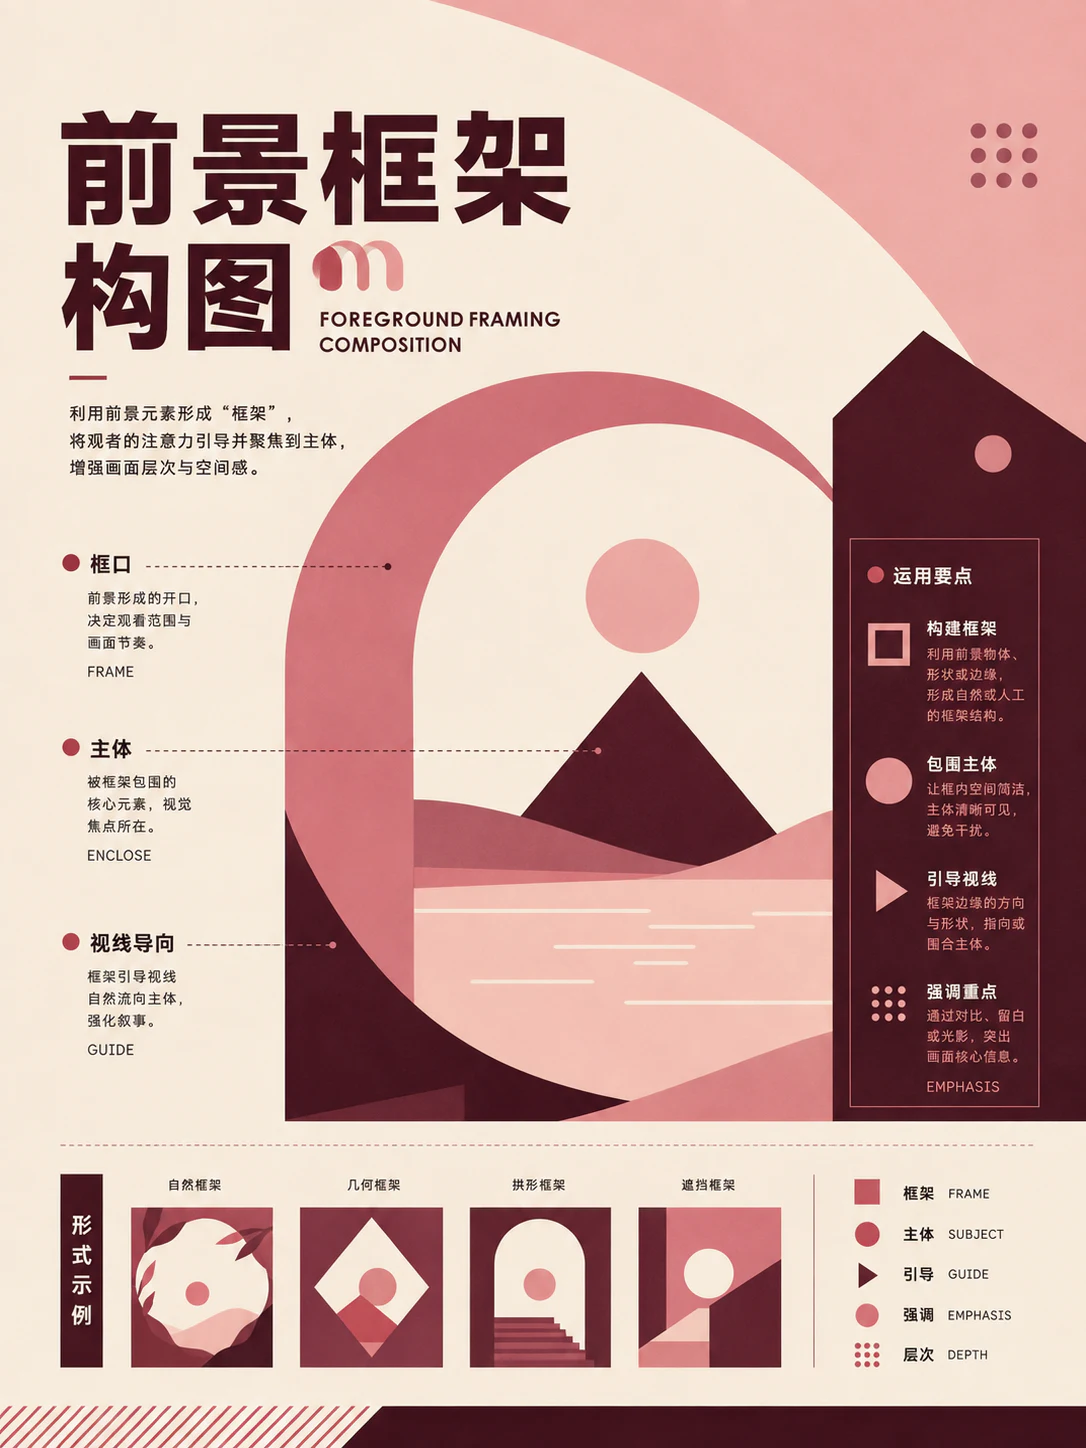 前景框架
构图
FOREGROUND FRAMING
COMPOSITION
利用前景元素形成“框架”，
将观者的注意力引导并聚焦到主体，
增强画面层次与空间感。
框口
前景形成的开口，
决定观看范围与
画面节奏。
FRAME
主体
被框架包围的
核心元素，视觉
焦点所在。
ENCLOSE
视线导向
框架引导视线
自然流向主体，
强化叙事。
GUIDE
运用要点
构建框架
利用前景物体、
形状或边缘，
形成自然或人工
的框架结构。
包围主体
让框内空间简洁，
主体清晰可见，
避免干扰。
引导视线
框架边缘的方向
与形状，指向或
围合主体。
强调重点
通过对比、留白
或光影，突出
画面核心信息。
EMPHASIS
形式示例
自然框架
几何框架
拱形框架
遮挡框架
框架 FRAME
主体 SUBJECT
引导 GUIDE
强调 EMPHASIS
层次 DEPTH